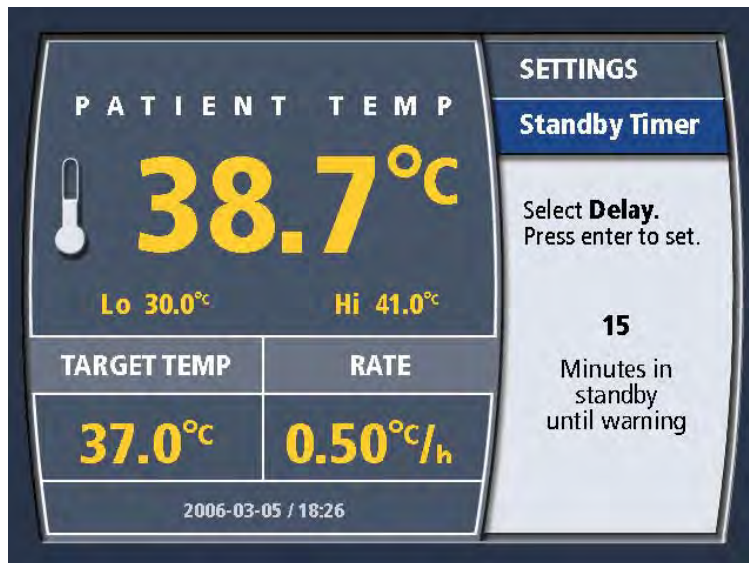 PATIENT TEMP
38.7°C
Lo 30.0°C Hi 41.0°C
TARGET TEMP RATE
37.0°C 0.50°C/h
2006-03-05 / 18:26
SETTINGS
Standby Timer
Select Delay.
Press enter to set.
15
Minutes in
standby
until warning